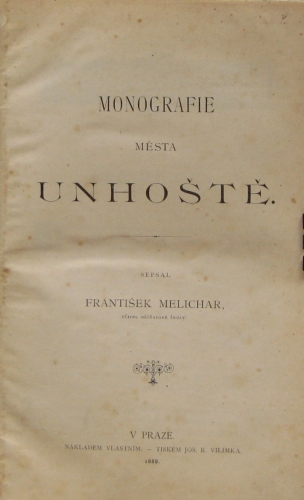 MONOGRAFIE
MĚSTA
UNHOŠTĚ.
SEPSAL
FRANTIŠEK MELICHAR,
V PRAZE.
NÁKLADEM VLASTNÍM. – TISKEM JOS. R. VILÍMKA.